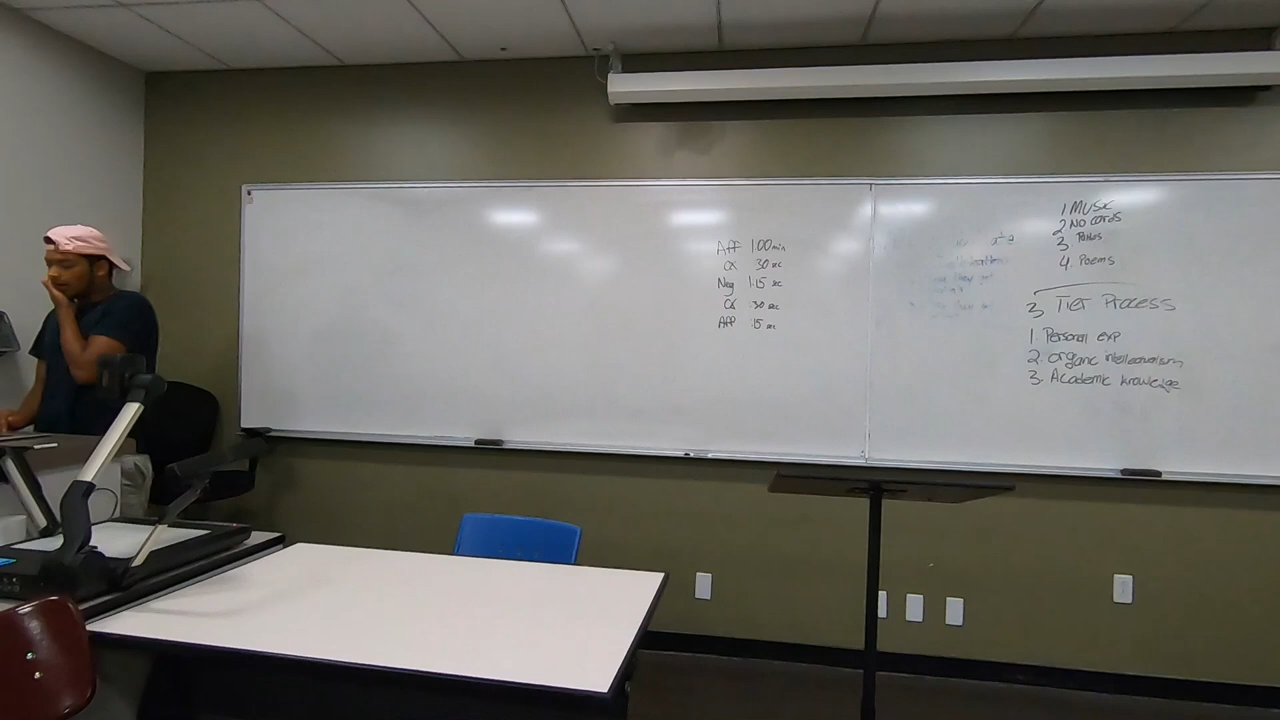 Aff 1:00 min
CX 30 sec
Neg 1:15 sec
CX :30 sec
Aff :15 sec
1 MUSIC
2 NO cards
3 Pathos
4. Poems
3 Tier Process
1. Personal exp
2. organic intellectualism
3. Academic knowledge